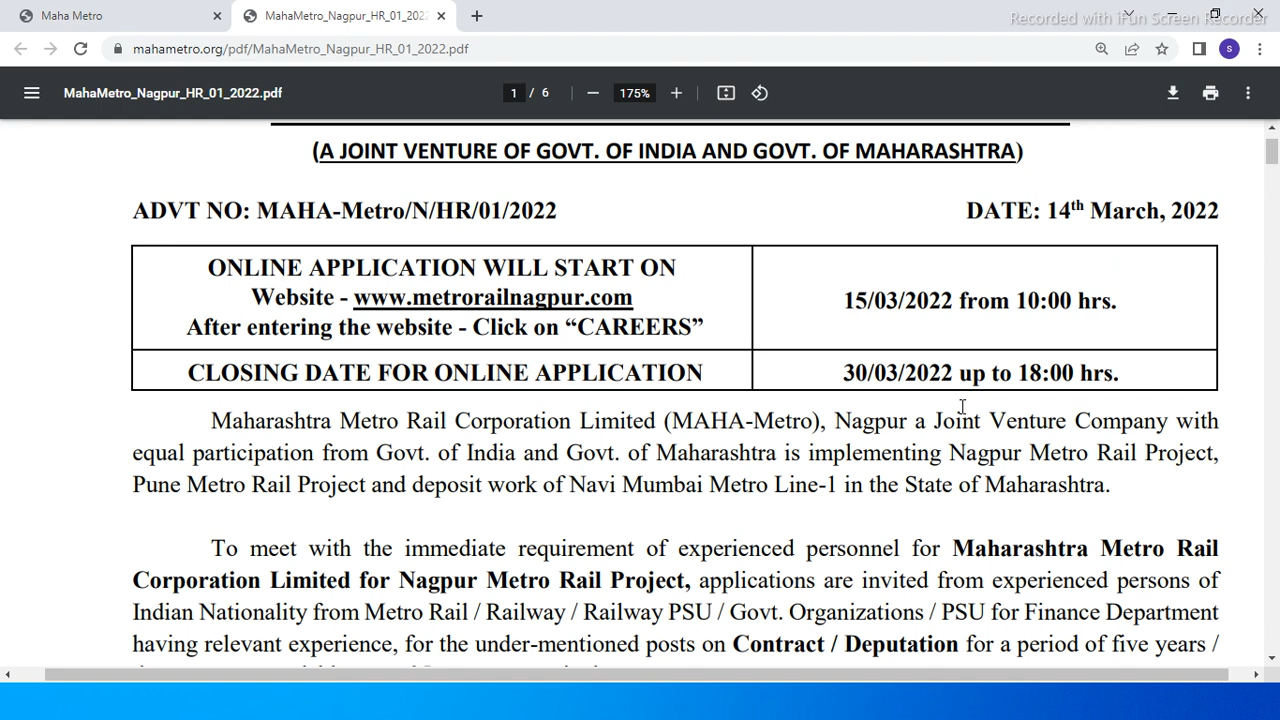 Maha Metro
MahaMetro_Nagpur_HR_01_2022.pdf
Recorded with iFun Screen Recorder
mahametro.org/pdf/MahaMetro_Nagpur_HR_01_2022.pdf
S
MahaMetro_Nagpur_HR_01_2022.pdf
1 / 6
175%
(A JOINT VENTURE OF GOVT. OF INDIA AND GOVT. OF MAHARASHTRA)
ADVT NO: MAHA-Metro/N/HR/01/2022
DATE: 14th March, 2022
ONLINE APPLICATION WILL START ON
Website - www.metrorailnagpur.com
After entering the website - Click on “CAREERS”
15/03/2022 from 10:00 hrs.
CLOSING DATE FOR ONLINE APPLICATION
30/03/2022 up to 18:00 hrs.
Maharashtra Metro Rail Corporation Limited (MAHA-Metro), Nagpur a Joint Venture Company with
equal participation from Govt. of India and Govt. of Maharashtra is implementing Nagpur Metro Rail Project,
Pune Metro Rail Project and deposit work of Navi Mumbai Metro Line-1 in the State of Maharashtra.
To meet with the immediate requirement of experienced personnel for Maharashtra Metro Rail
Corporation Limited for Nagpur Metro Rail Project, applications are invited from experienced persons of
Indian Nationality from Metro Rail / Railway / Railway PSU / Govt. Organizations / PSU for Finance Department
having relevant experience, for the under-mentioned posts on Contract / Deputation for a period of five years /